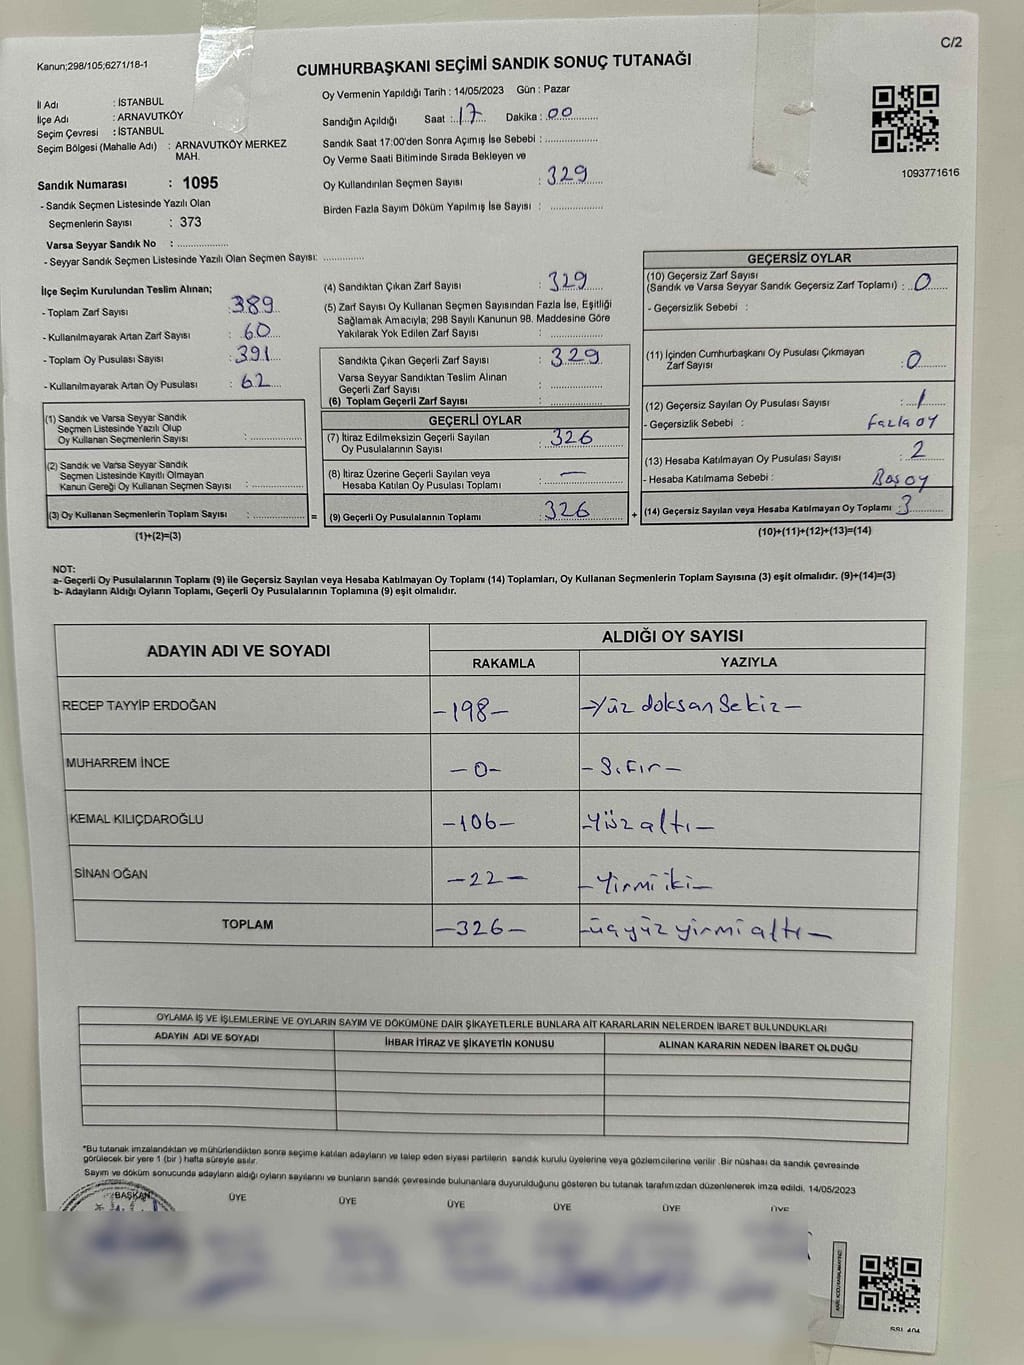 C/2
Kanun;298/105;6271/18-1
CUMHURBAŞKANI SEÇİMİ SANDIK SONUÇ TUTANAĞI
İl Adı : İSTANBUL
İlçe Adı : ARNAVUTKÖY
Seçim Çevresi : İSTANBUL
Seçim Bölgesi (Mahalle Adı) : ARNAVUTKÖY MERKEZ
MAH.
Sandık Numarası : 1095
- Sandık Seçmen Listesinde Yazılı Olan
Seçmenlerin Sayısı : 373
Varsa Seyyar Sandık No : ....................
- Seyyar Sandık Seçmen Listesinde Yazılı Olan Seçmen Sayısı: ..............
Oy Vermenin Yapıldığı Tarih : 14/05/2023 Gün : Pazar
Sandığın Açıldığı Saat : 17 Dakika : 00
Sandık Saat 17:00'den Sonra Açımış İse Sebebi : ....................
Oy Verme Saati Bitiminde Sırada Bekleyen ve
Oy Kullandırılan Seçmen Sayısı : 329
Birden Fazla Sayım Döküm Yapılmış İse Sayısı : ....................
1093771616
İlçe Seçim Kurulundan Teslim Alınan;
- Toplam Zarf Sayısı : 389
- Kullanılmayarak Artan Zarf Sayısı : 60
- Toplam Oy Pusulası Sayısı : 391
- Kullanılmayarak Artan Oy Pusulası : 62
(1) Sandık ve Varsa Seyyar Sandık
Seçmen Listesinde Yazılı Olup
Oy Kullanan Seçmenlerin Sayısı : ....................
(2) Sandık ve Varsa Seyyar Sandık
Seçmen Listesinde Kayıtlı Olmayan
Kanun Gereği Oy Kullanan Seçmen Sayısı : ....................
(3) Oy Kullanan Seçmenlerin Toplam Sayısı : ....................
(1)+(2)=(3)
=
(4) Sandıktan Çıkan Zarf Sayısı : 329
(5) Zarf Sayısı Oy Kullanan Seçmen Sayısından Fazla İse, Eşitliği
Sağlamak Amacıyla; 298 Sayılı Kanunun 98. Maddesine Göre
Yakılarak Yok Edilen Zarf Sayısı : ....................
Sandıkta Çıkan Geçerli Zarf Sayısı : 329
Varsa Seyyar Sandıktan Teslim Alınan
Geçerli Zarf Sayısı : ....................
(6) Toplam Geçerli Zarf Sayısı : ....................
GEÇERLİ OYLAR
(7) İtiraz Edilmeksizin Geçerli Sayılan
Oy Pusulalarının Sayısı : 326
(8) İtiraz Üzerine Geçerli Sayılan veya
Hesaba Katılan Oy Pusulası Toplamı : —
(9) Geçerli Oy Pusulalarının Toplamı : 326
+
GEÇERSİZ OYLAR
(10) Geçersiz Zarf Sayısı
(Sandık ve Varsa Seyyar Sandık Geçersiz Zarf Toplamı) : 0
- Geçersizlik Sebebi :
(11) İçinden Cumhurbaşkanı Oy Pusulası Çıkmayan
Zarf Sayısı : 0
(12) Geçersiz Sayılan Oy Pusulası Sayısı : 1
- Geçersizlik Sebebi : Fazla oy
(13) Hesaba Katılmayan Oy Pusulası Sayısı : 2
- Hesaba Katılmama Sebebi : Boş oy
(14) Geçersiz Sayılan veya Hesaba Katılmayan Oy Toplamı : 3
(10)+(11)+(12)+(13)=(14)
NOT:
a- Geçerli Oy Pusulalarının Toplamı (9) ile Geçersiz Sayılan veya Hesaba Katılmayan Oy Toplam (14) Toplamları, Oy Kullanan Seçmenlerin Toplam Sayısına (3) eşit olmalıdır. (9)+(14)=(3)
b- Adayların Aldığı Oyların Toplamı, Geçerli Oy Pusulalarının Toplamına (9) eşit olmalıdır.
ADAYIN ADI VE SOYADI ALDIĞI OY SAYISI
RAKAMLA YAZIYLA
RECEP TAYYİP ERDOĞAN -198- -Yüz doksan Sekiz-
MUHARREM İNCE -0- -Sıfır-
KEMAL KILIÇDAROĞLU -106- -Yüz altı-
SİNAN OĞAN -22- -Yirmi iki-
TOPLAM -326- -üçyüz yirmi altı-
OYLAMA İŞ VE İŞLEMLERİNE VE OYLARIN SAYIM VE DÖKÜMÜNE DAİR ŞİKAYETLERLE BUNLARA AİT KARARLARIN NELERDEN İBARET BULUNDUKLARI
ADAYIN ADI VE SOYADI İHBAR İTİRAZ VE ŞİKAYETİN KONUSU ALINAN KARARIN NEDEN İBARET OLDUĞU
*Bu tutanak imzalandıktan ve mühürlendikten sonra seçime katılan adayların ve talep eden siyasi partilerin sandık kurulu üyelerine veya gözlemcilerine verilir .Bir nüshası da sandık çevresinde
görülecek bir yere 1 (bir ) hafta süreyle asılır.
Sayım ve döküm sonucunda adayların aldığı oyların sayılarını ve bunların sandık çevresinde bulunanlara duyurulduğunu gösteren bu tutanak tarafımızdan düzenlenerek imza edildi. 14/05/2023
BAŞKAN ÜYE ÜYE ÜYE ÜYE ÜYE ÜYE